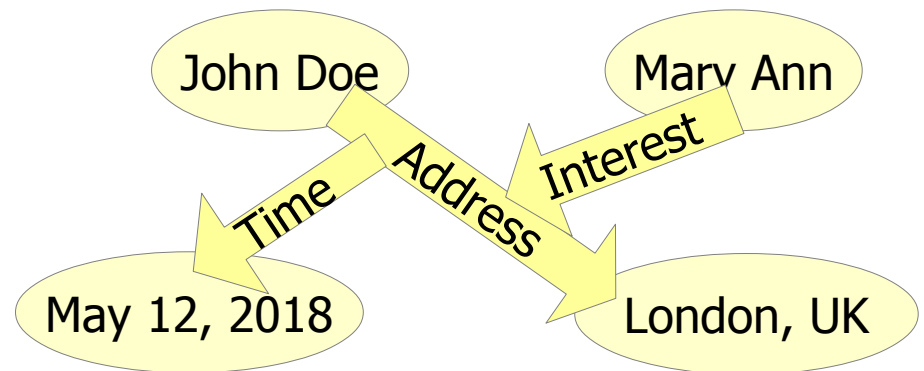 John Doe
Mary Ann
Address
Interest
Time
May 12, 2018
London, UK